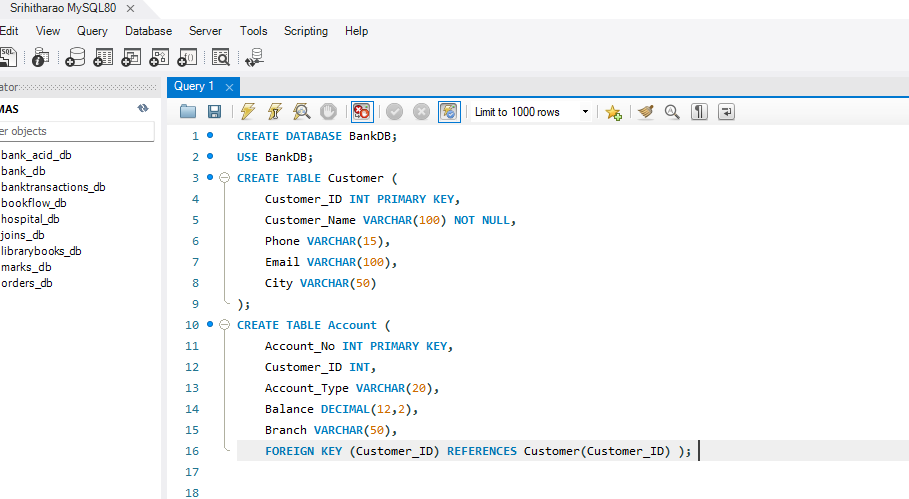 Srihitharao MySQL80
Edit View Query Database Server Tools Scripting Help
SQL
ator
Query 1
MAS
Limit to 1000 rows
er objects
bank_acid_db
bank_db
banktransactions_db
bookflow_db
hospital_db
joins_db
librarybooks_db
marks_db
orders_db
1 CREATE DATABASE BankDB;
2 USE BankDB;
3 CREATE TABLE Customer (
4 Customer_ID INT PRIMARY KEY,
5 Customer_Name VARCHAR(100) NOT NULL,
6 Phone VARCHAR(15),
7 Email VARCHAR(100),
8 City VARCHAR(50)
9 );
10 CREATE TABLE Account (
11 Account_No INT PRIMARY KEY,
12 Customer_ID INT,
13 Account_Type VARCHAR(20),
14 Balance DECIMAL(12,2),
15 Branch VARCHAR(50),
16 FOREIGN KEY (Customer_ID) REFERENCES Customer(Customer_ID) );
17
18